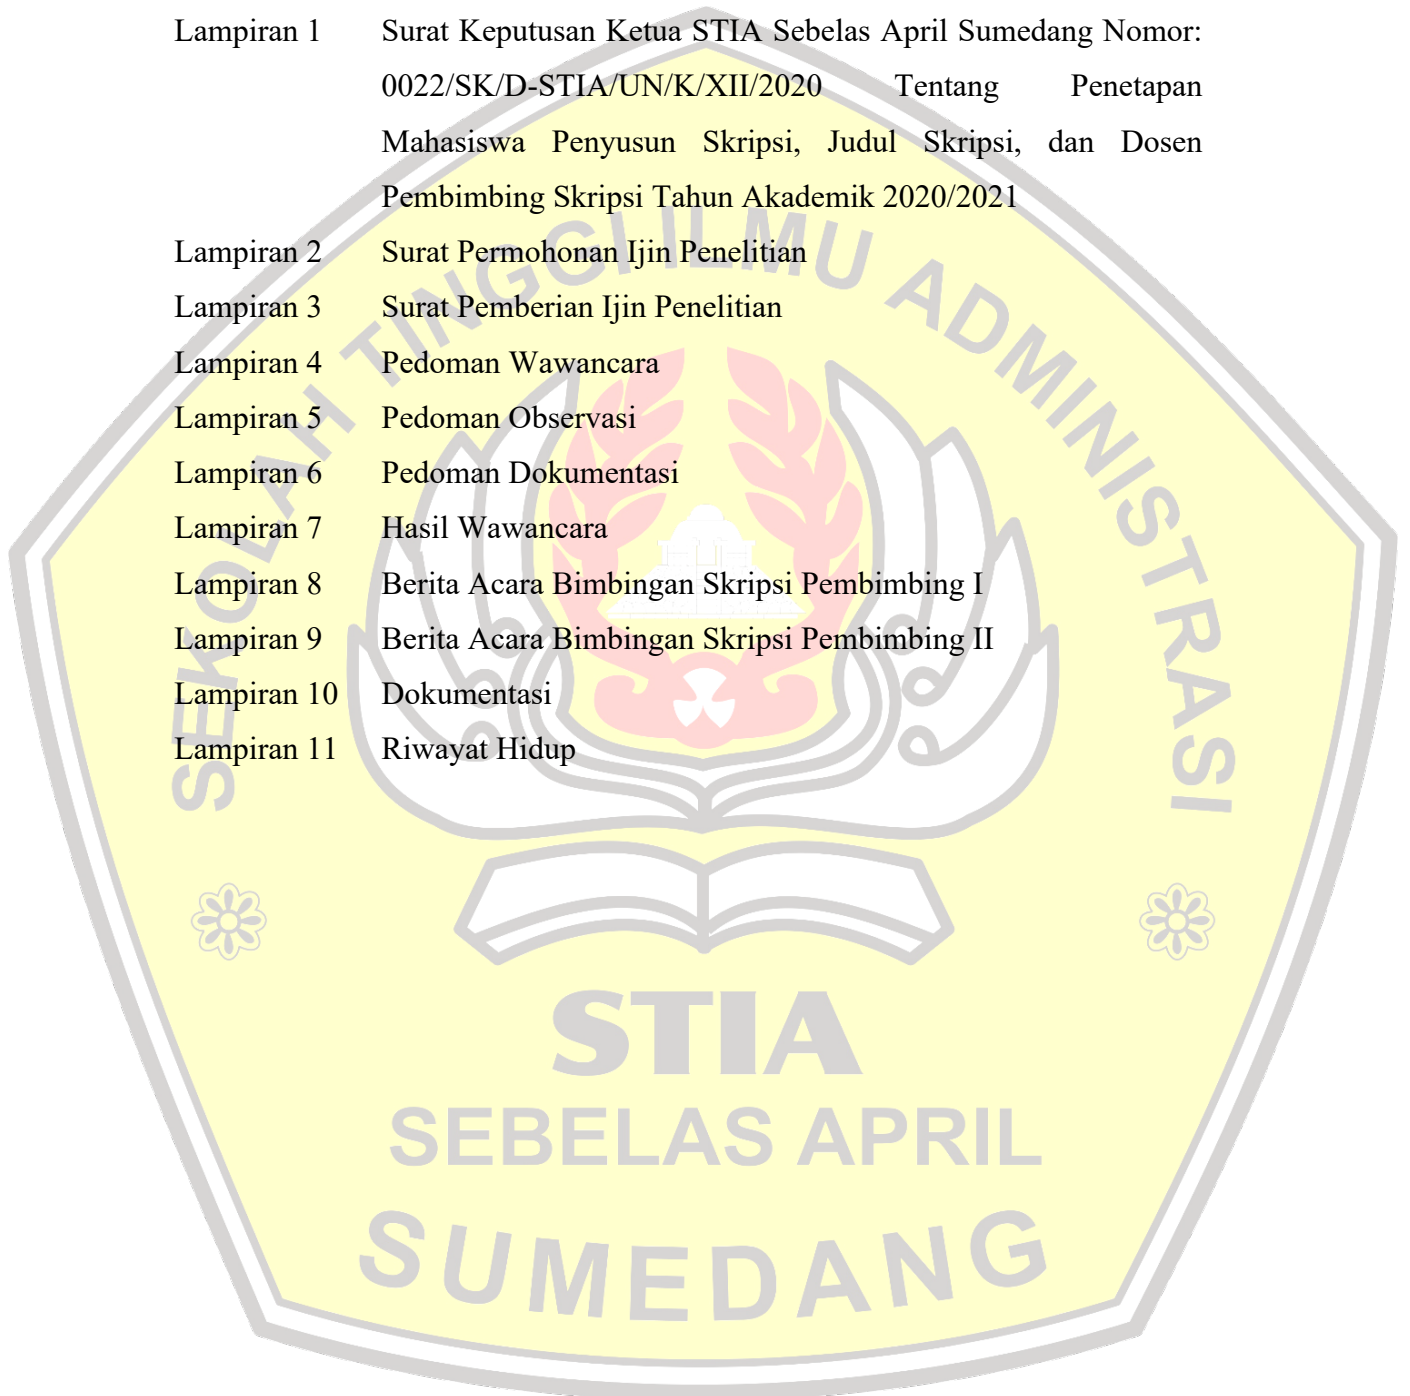 Lampiran 1 Surat Keputusan Ketua STIA Sebelas April Sumedang Nomor:
0022/SK/D-STIA/UN/K/XII/2020 Tentang Penetapan
Mahasiswa Penyusun Skripsi, Judul Skripsi, dan Dosen
Pembimbing Skripsi Tahun Akademik 2020/2021
Lampiran 2 Surat Permohonan Ijin Penelitian
Lampiran 3 Surat Pemberian Ijin Penelitian
Lampiran 4 Pedoman Wawancara
Lampiran 5 Pedoman Observasi
Lampiran 6 Pedoman Dokumentasi
Lampiran 7 Hasil Wawancara
Lampiran 8 Berita Acara Bimbingan Skripsi Pembimbing I
Lampiran 9 Berita Acara Bimbingan Skripsi Pembimbing II
Lampiran 10 Dokumentasi
Lampiran 11 Riwayat Hidup
SEKOLAH TINGGI ILMU ADMINISTRASI
STIA
SEBELAS APRIL
SUMEDANG